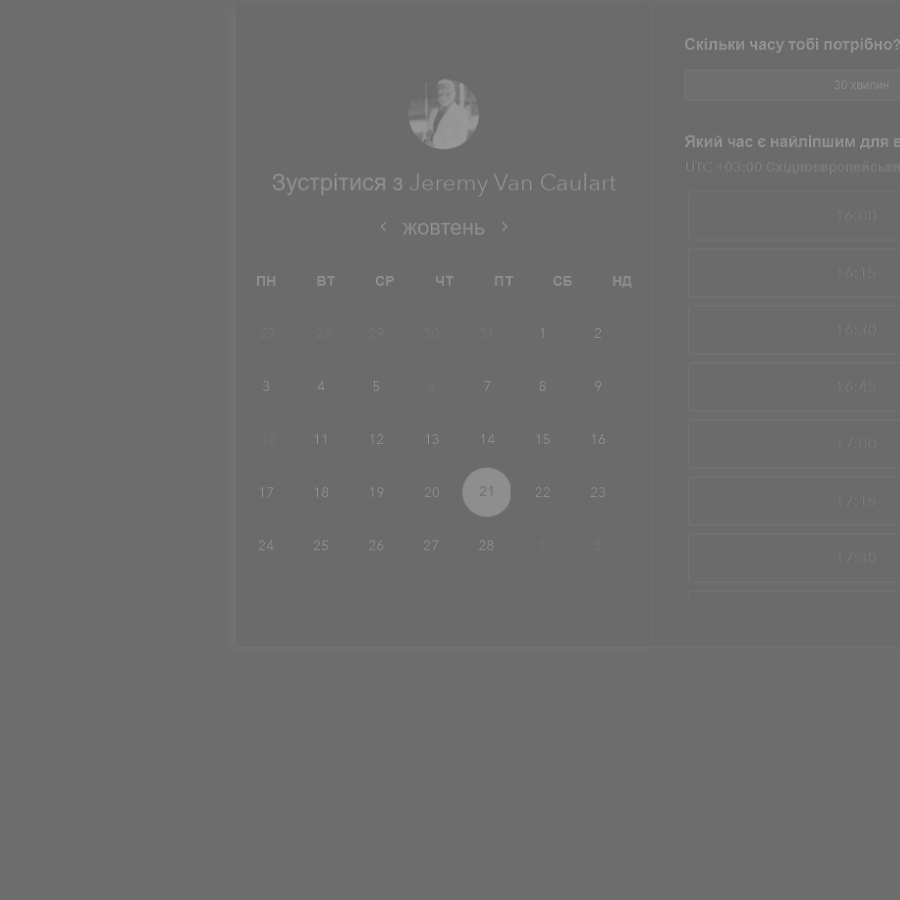 Зустрітися з Jeremy Van Caulart
‹ жовтень ›
ПН ВТ СР ЧТ ПТ СБ НД
27 28 29 30 31 1 2
3 4 5 6 7 8 9
10 11 12 13 14 15 16
17 18 19 20 21 22 23
24 25 26 27 28 1 2
Скільки часу тобі потрібно?
30 хвилин
Який час є найліпшим для в
UTC +03:00 Східноєвропейськи
16:00
16:15
16:30
16:45
17:00
17:15
17:30